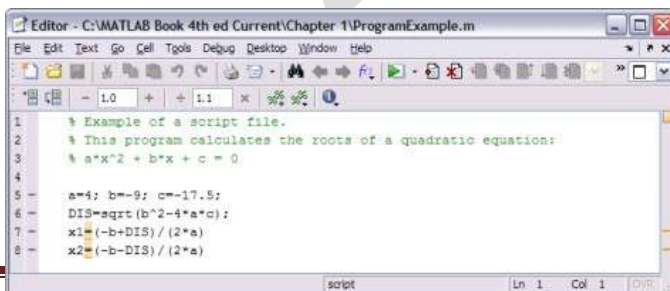 Editor - C:\MATLAB Book 4th ed Current\Chapter 1\ProgramExample.m
File Edit Text Go Cell Tools Debug Desktop Window Help
- 1.0 + ÷ 1.1 ×
1 % Example of a script file.
2 % This program calculates the roots of a quadratic equation:
3 % a*x^2 + b*x + c = 0
4
5 - a=4; b=-9; c=-17.5;
6 - DIS=sqrt(b^2-4*a*c);
7 - x1=(-b+DIS)/(2*a)
8 - x2=(-b-DIS)/(2*a)
script Ln 1 Col 1 OVR